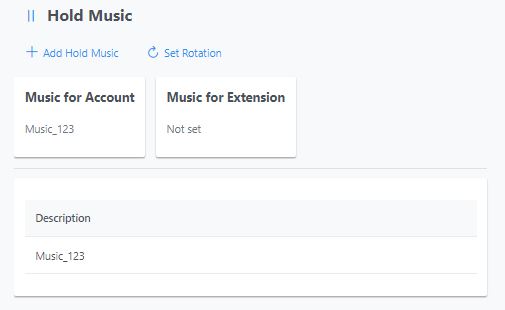 Hold Music
Add Hold Music Set Rotation
Music for Account Music for Extension
Music_123 Not set
Description
Music_123